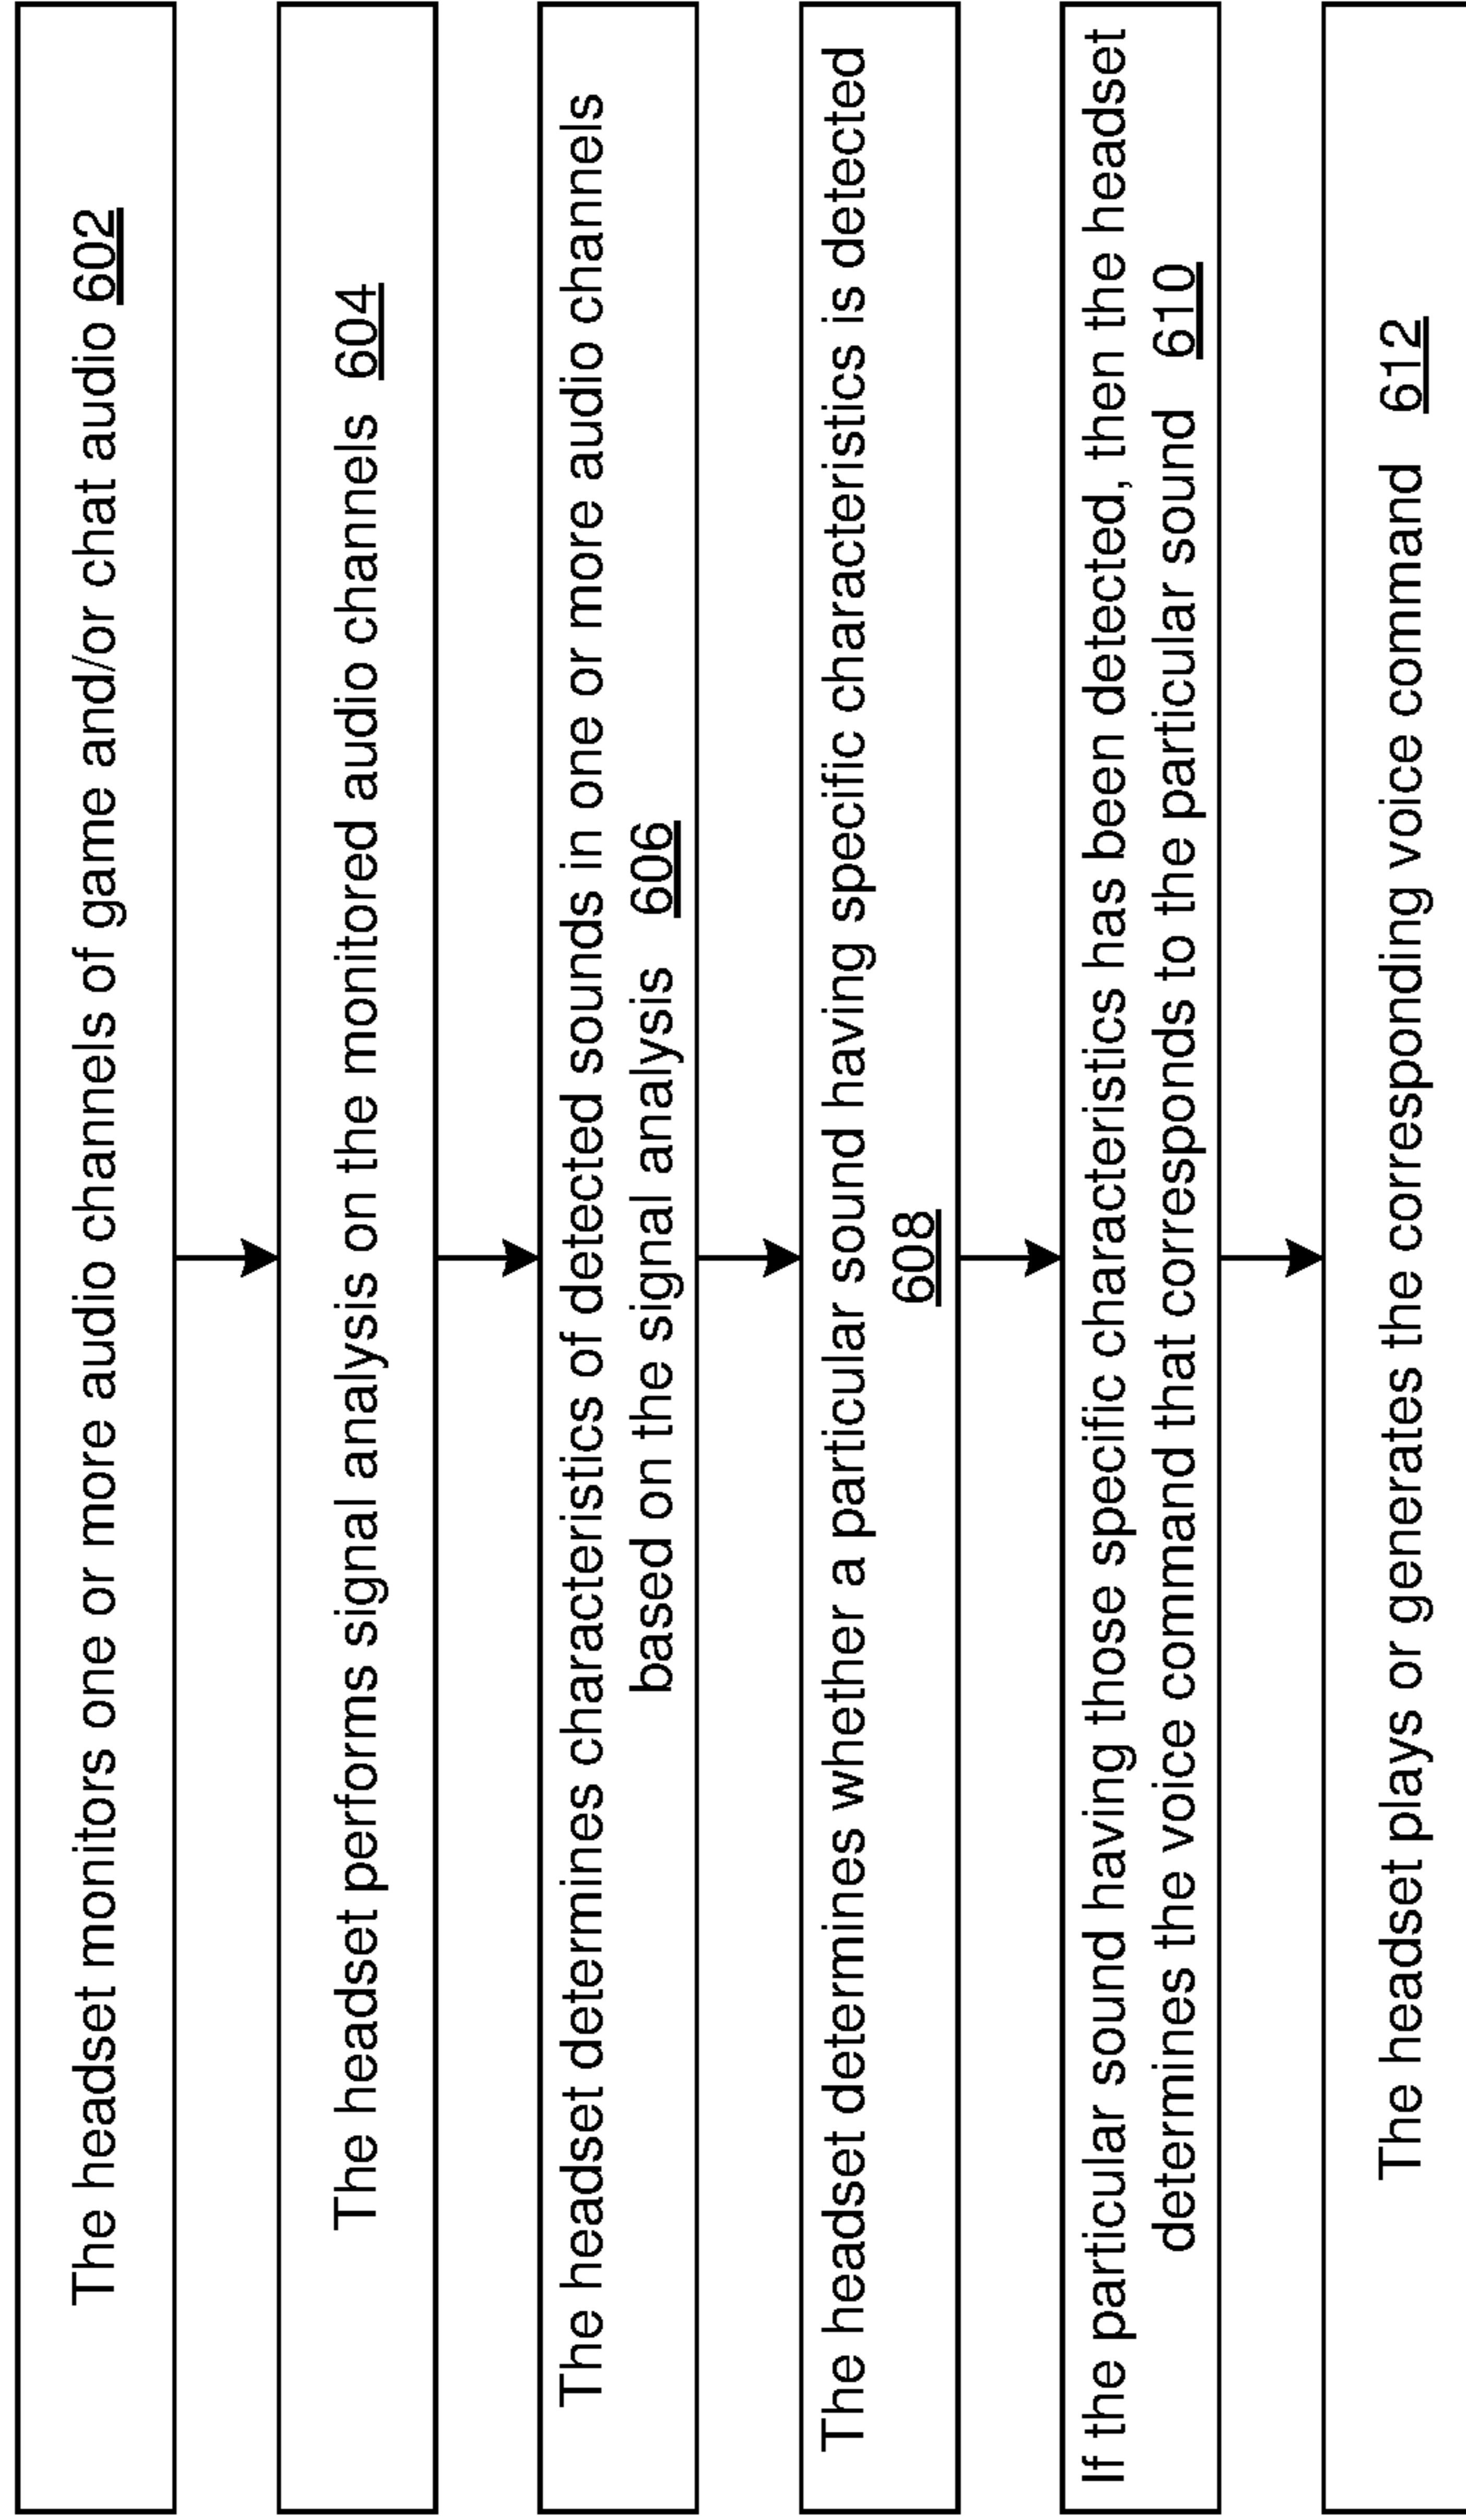 The headset monitors one or more audio channels of game and/or chat audio 602
The headset performs signal analysis on the monitored audio channels 604
The headset determines characteristics of detected sounds in one or more audio channels
based on the signal analysis 606
The headset determines whether a particular sound having specific characteristics is detected
608
If the particular sound having those specific characteristics has been detected, then the headset
determines the voice command that corresponds to the particular sound 610
The headset plays or generates the corresponding voice command 612